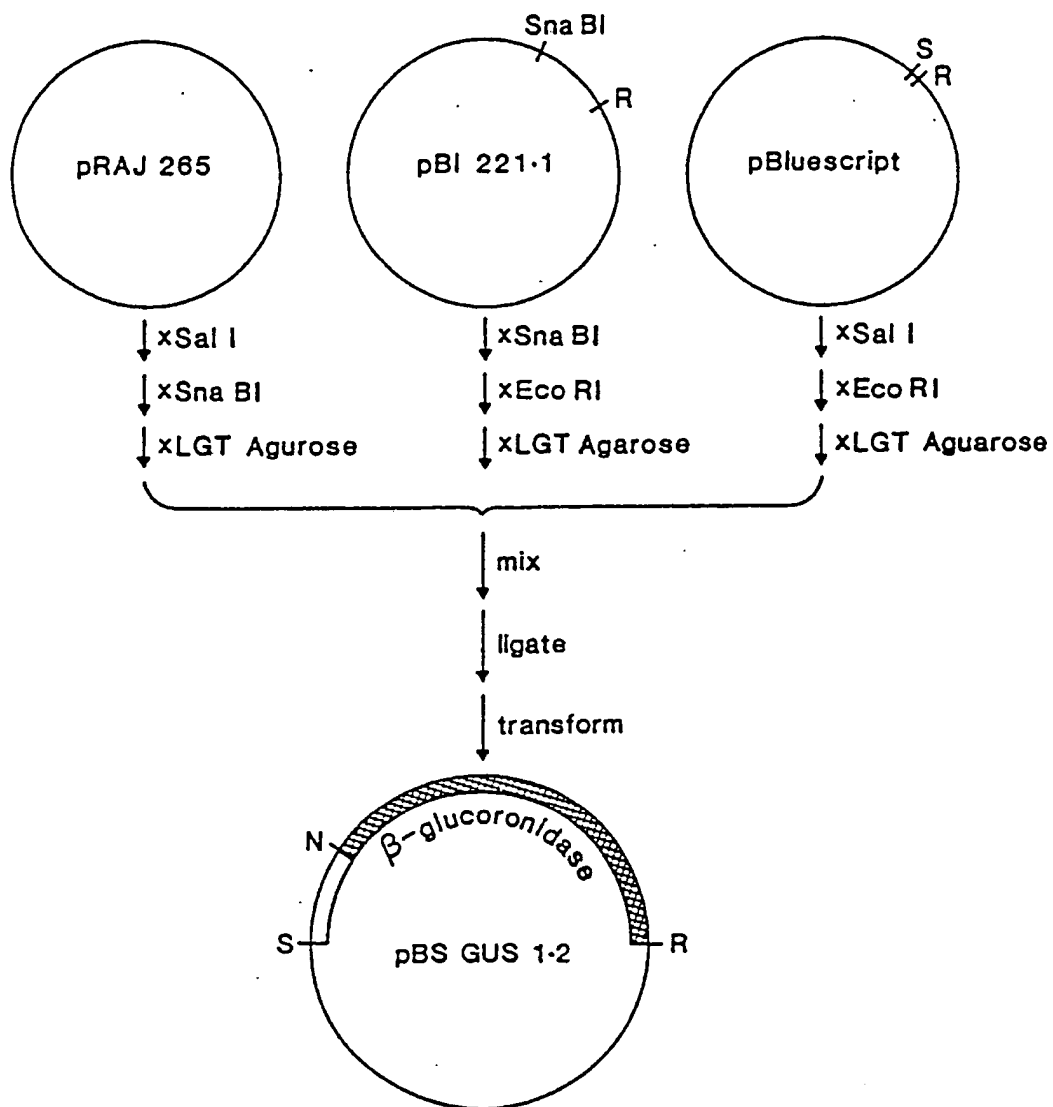 Sna BI
S
R
R
pRAJ 265
pBI 221·1
pBluescript
xSal I
xSna BI
xSal I
xSna BI
xEco RI
xEco RI
xLGT Agurose
xLGT Agarose
xLGT Aguarose
mix
ligate
transform
N
β-glucoronidase
S
R
pBS GUS 1·2